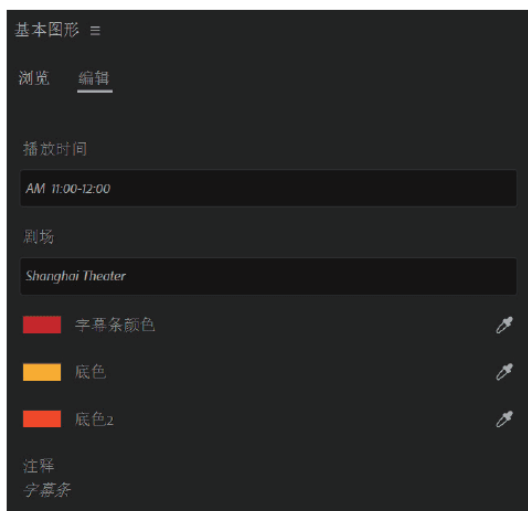 基本图形 ≡
浏览 编辑
播放时间
AM 11:00-12:00
剧场
Shanghai Theater
字幕条颜色
底色
底色2
注释
字幕条